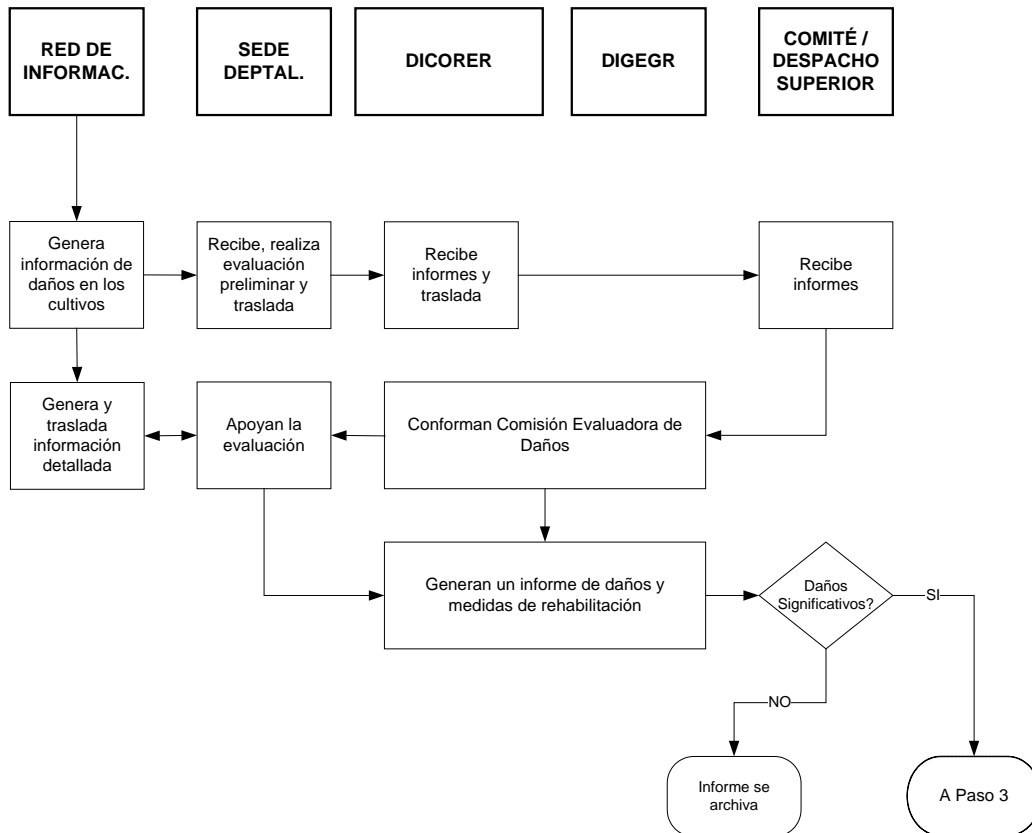 RED DE
INFORMAC.
SEDE
DEPTAL.
DICORER
DIGEGR
COMITÉ /
DESPACHO
SUPERIOR
Genera
información de
daños en los
cultivos
Recibe, realiza
evaluación
preliminar y
traslada
Recibe
informes y
traslada
Recibe
informes
Genera y
traslada
información
detallada
Apoyan la
evaluación
Conforman Comisión Evaluadora de
Daños
Generan un informe de daños y
medidas de rehabilitación
Daños
Significativos?
SI
NO
Informe se
archiva
A Paso 3